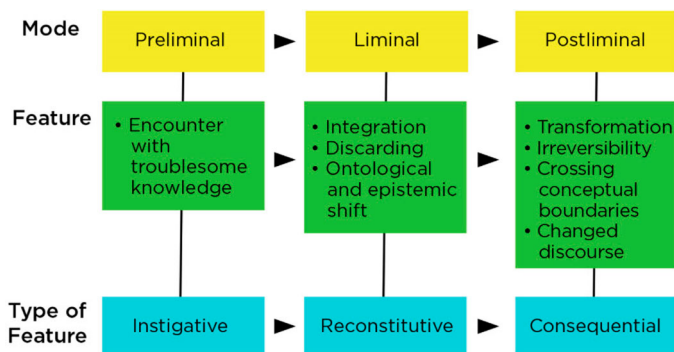 Mode
Preliminal
Liminal
Postliminal
Feature
• Encounter
with
troublesome
knowledge
• Integration
• Discarding
• Ontological
and epistemic
shift
• Transformation
• Irreversibility
• Crossing
conceptual
boundaries
• Changed
discourse
Type of
Feature
Instigative
Reconstitutive
Consequential